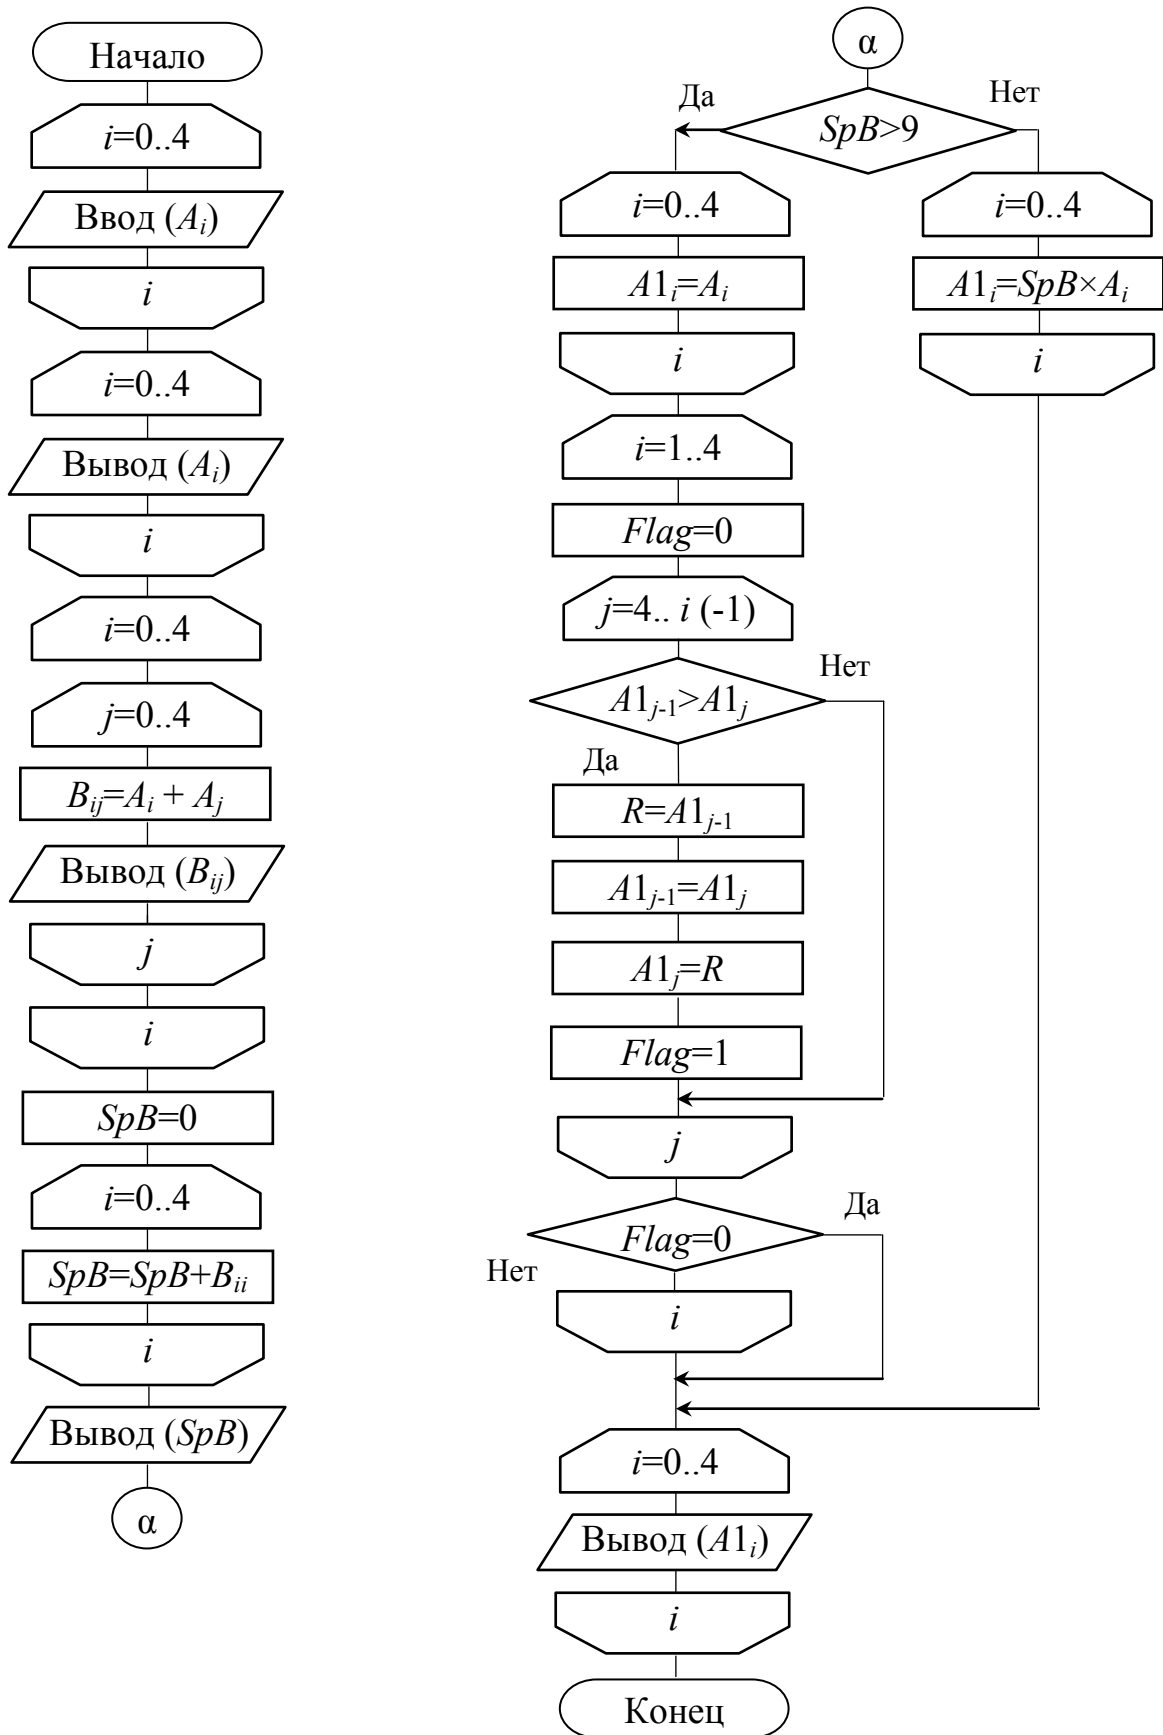 Начало
i=0..4
Ввод (Aᵢ)
i
i=0..4
Вывод (Aᵢ)
i
i=0..4
j=0..4
Bᵢⱼ=Aᵢ + Aⱼ
Вывод (Bᵢⱼ)
j
i
SpB=0
i=0..4
SpB=SpB+Bᵢᵢ
i
Вывод (SpB)
α
α
Да
Нет
SpB>9
i=0..4
A1ᵢ=Aᵢ
i
i=0..4
A1ᵢ=SpB×Aᵢ
i
i=1..4
Flag=0
j=4.. i (-1)
Нет
A1ⱼ₋₁>A1ⱼ
Да
R=A1ⱼ₋₁
A1ⱼ₋₁=A1ⱼ
A1ⱼ=R
Flag=1
j
Да
Flag=0
Нет
i
i=0..4
Вывод (A1ᵢ)
i
Конец